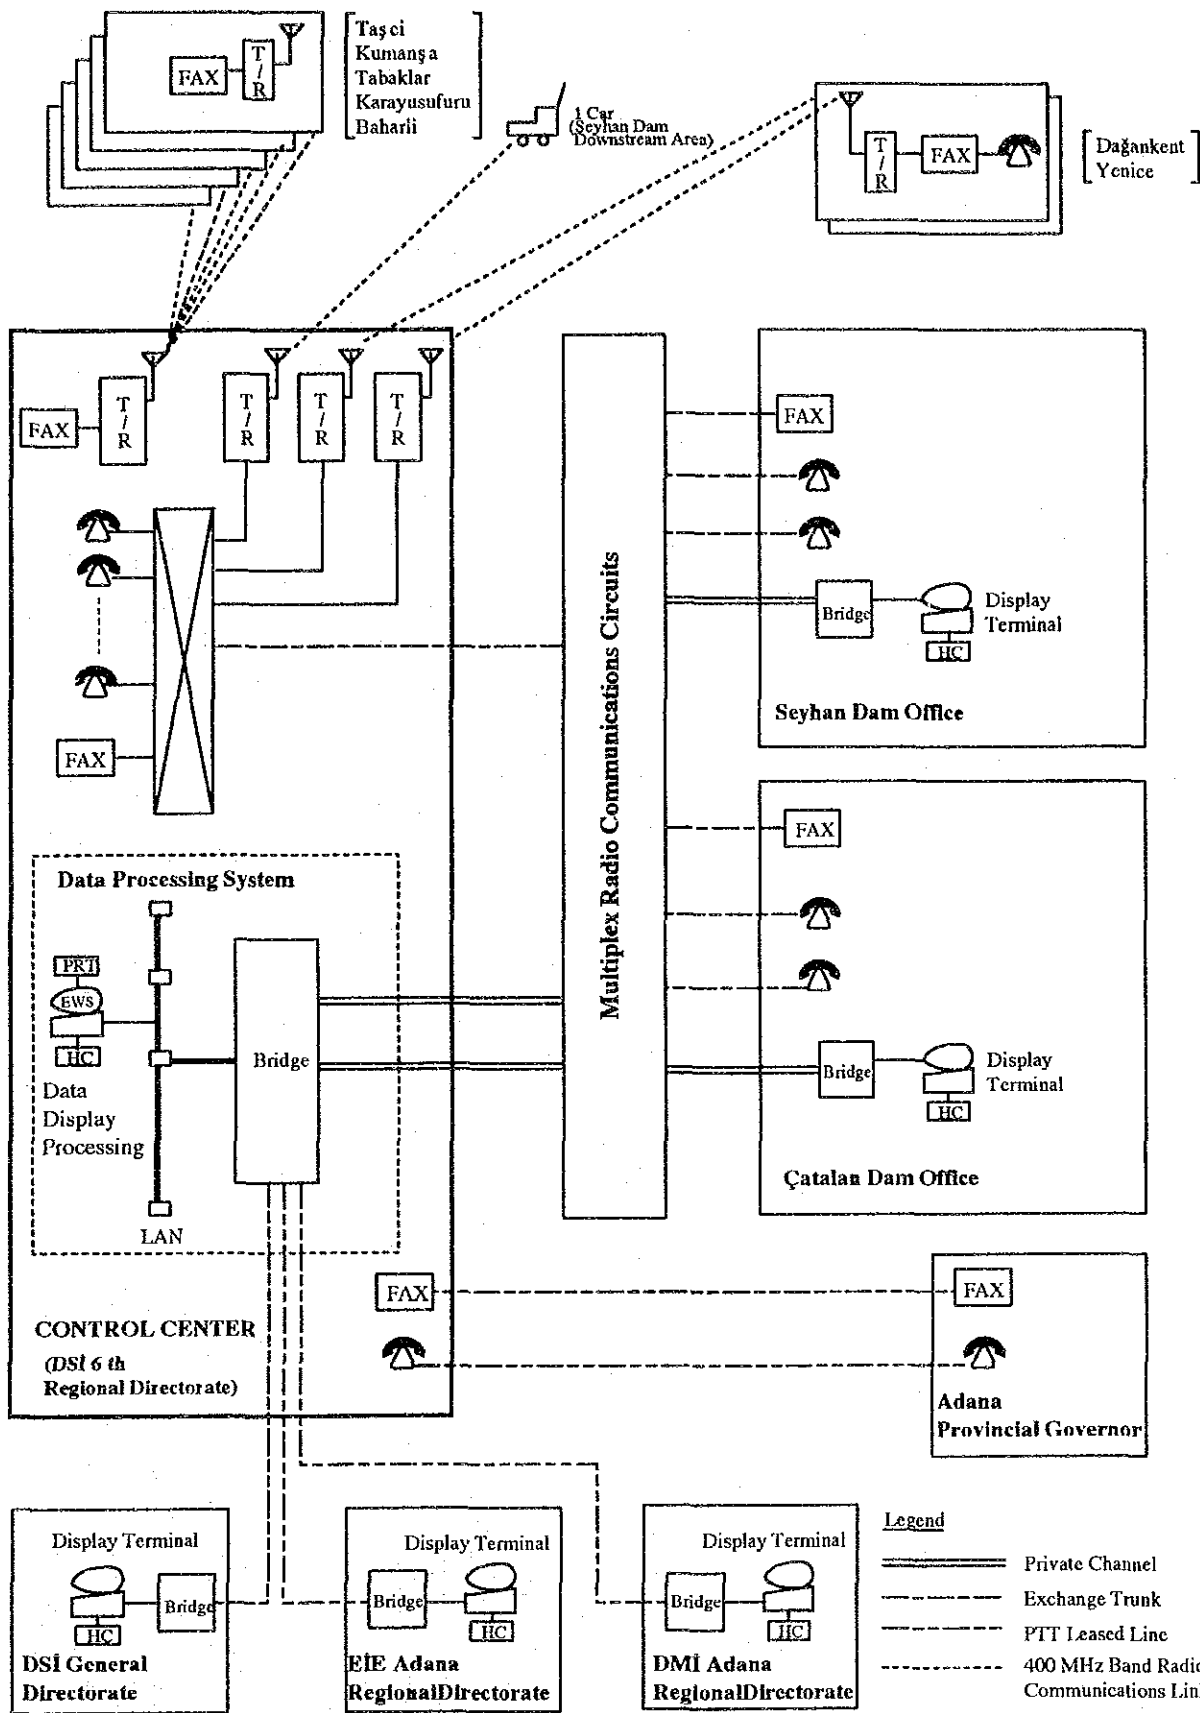 Taşci
Kumanşa
Tabaklar
Karayusufuru
Baharli
FAX
T/R
1 Car
(Seyhan Dam
Downstream Area)
T/R
FAX
Dağankent
Yenice
FAX
T/R
T/R
T/R
T/R
FAX
Multiplex Radio Communications Circuits
FAX
Bridge
Display
Terminal
HC
Seyhan Dam Office
FAX
Bridge
Display
Terminal
HC
Çatalan Dam Office
Data Processing System
PRT
EWS
HC
Data
Display
Processing
Bridge
LAN
FAX
CONTROL CENTER
(DSİ 6 th
Regional Directorate)
FAX
Adana
Provincial Governor
Display Terminal
Bridge
HC
DSİ General
Directorate
Display Terminal
Bridge
HC
EİE Adana
RegionalDirectorate
Display Terminal
Bridge
HC
DMI Adana
RegionalDirectorate
Legend
Private Channel
Exchange Trunk
PTT Leased Line
400 MHz Band Radio
Communications Lin